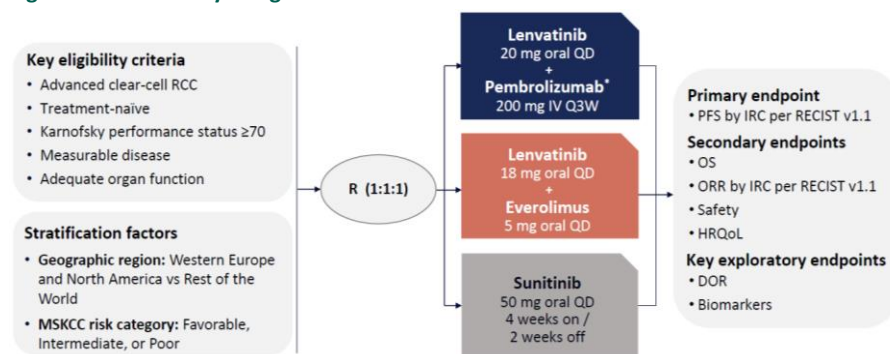 Key eligibility criteria
• Advanced clear-cell RCC
• Treatment-naïve
• Karnofsky performance status ≥70
• Measurable disease
• Adequate organ function
Stratification factors
• Geographic region: Western Europe
and North America vs Rest of the
World
• MSKCC risk category: Favorable,
Intermediate, or Poor
R (1:1:1)
Lenvatinib
20 mg oral QD
+
Pembrolizumab*
200 mg IV Q3W
Lenvatinib
18 mg oral QD
+
Everolimus
5 mg oral QD
Sunitinib
50 mg oral QD
4 weeks on /
2 weeks off
Primary endpoint
• PFS by IRC per RECIST v1.1
Secondary endpoints
• OS
• ORR by IRC per RECIST v1.1
• Safety
• HRQoL
Key exploratory endpoints
• DOR
• Biomarkers